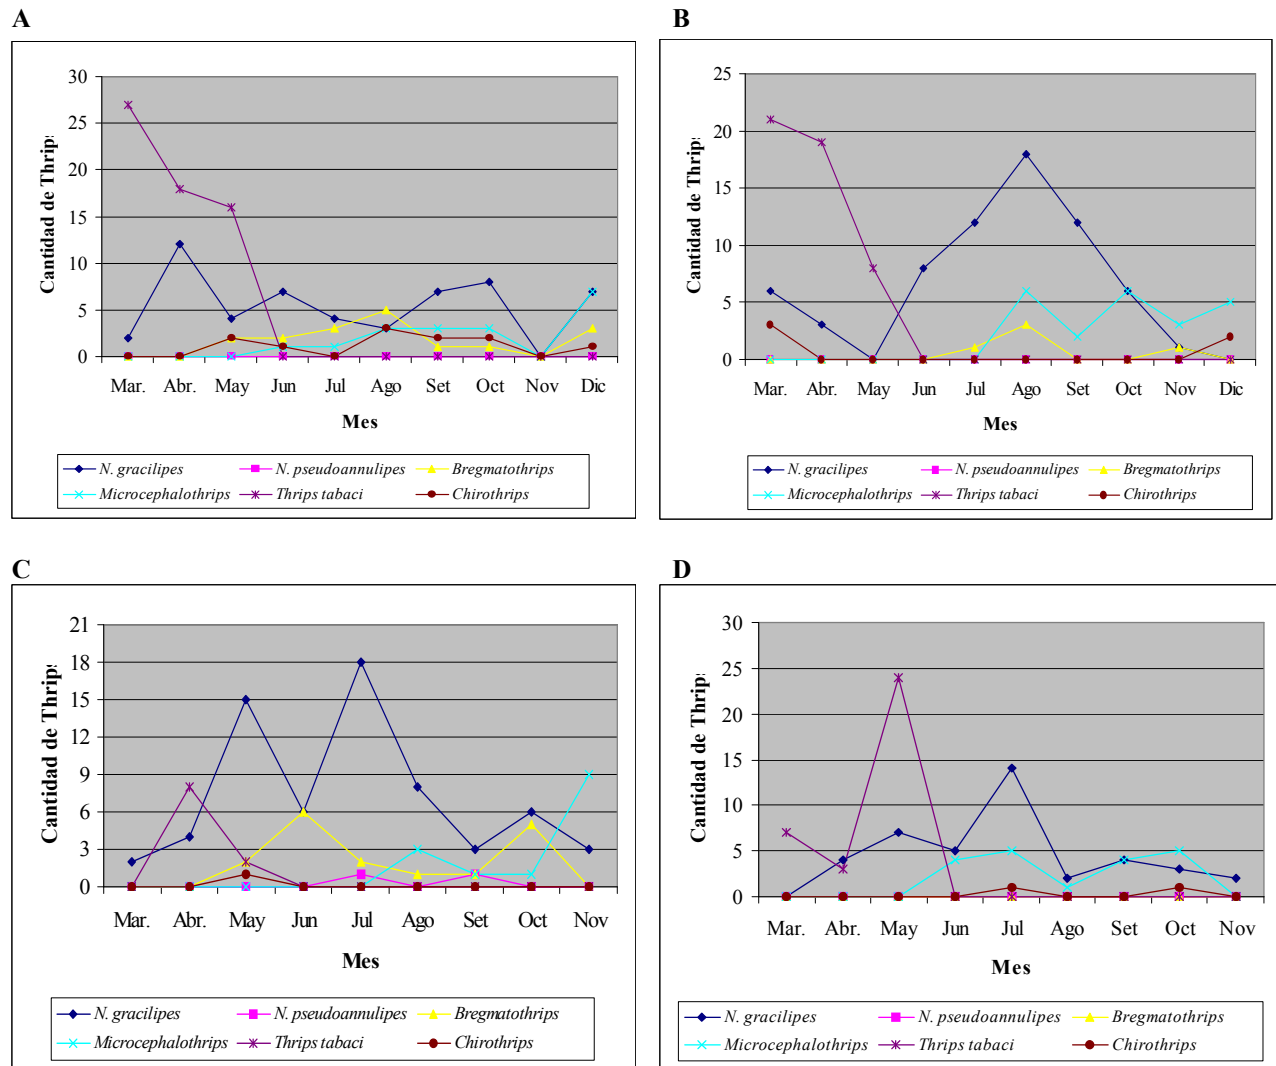 A
Cantidad de Thrips
30
25
20
15
10
5
0
Mar. Abr. May Jun Jul Ago Set Oct Nov Dic
Mes
N. gracilipes N. pseudoannulipes Bregmatothrips
Microcephalothrips Thrips tabaci Chirothrips
B
Cantidad de Thrips
25
20
15
10
5
0
Mar. Abr. May Jun Jul Ago Set Oct Nov Dic
Mes
N. gracilipes N. pseudoannulipes Bregmatothrips
Microcephalothrips Thrips tabaci Chirothrips
C
Cantidad de Thrips
21
18
15
12
9
6
3
0
Mar. Abr. May Jun Jul Ago Set Oct Nov
Mes
N. gracilipes N. pseudoannulipes Bregmatothrips
Microcephalothrips Thrips tabaci Chirothrips
D
Cantidad de Thrips
30
25
20
15
10
5
0
Mar. Abr. May Jun Jul Ago Set Oct Nov
Mes
N. gracilipes N. pseudoannulipes Bregmatothrips
Microcephalothrips Thrips tabaci Chirothrips